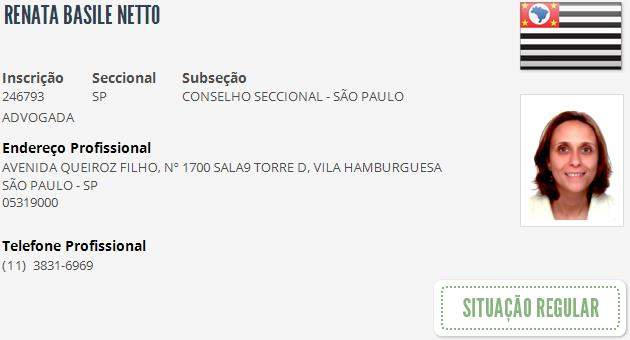 RENATA BASILE NETTO
Inscrição Seccional Subseção
246793 SP CONSELHO SECCIONAL - SÃO PAULO
ADVOGADA
Endereço Profissional
AVENIDA QUEIROZ FILHO, Nº 1700 SALA9 TORRE D, VILA HAMBURGUESA
SÃO PAULO - SP
05319000
Telefone Profissional
(11) 3831-6969
SITUAÇÃO REGULAR